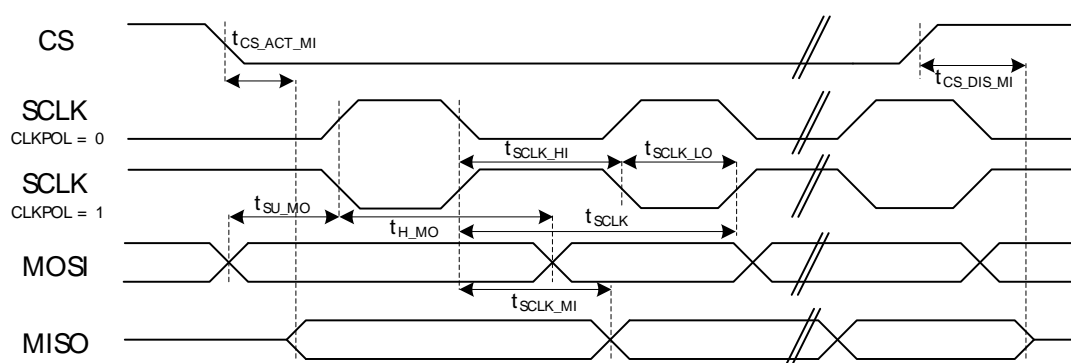 CS
tCS_ACT_MI
tCS_DIS_MI
SCLK
CLKPOL = 0
tSCLK_HI
tSCLK_LO
SCLK
CLKPOL = 1
tSU_MO
tH_MO
tSCLK
MOSI
tSCLK_MI
MISO